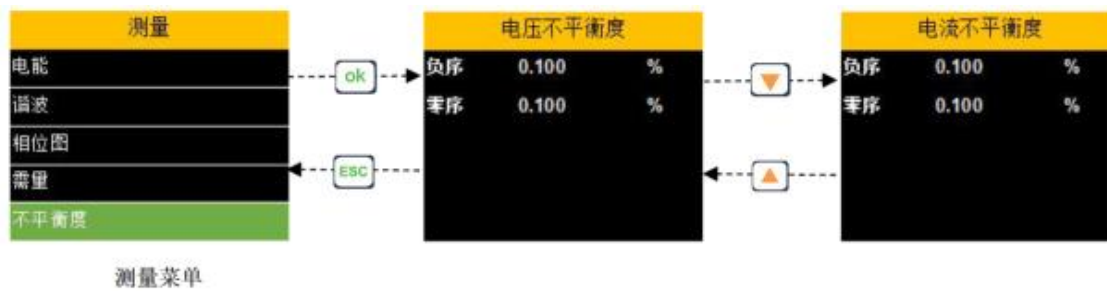 测量
电能
谐波
相位图
需量
不平衡度
测量菜单
ok
ESC
电压不平衡度
负序 0.100 %
零序 0.100 %
电流不平衡度
负序 0.100 %
零序 0.100 %